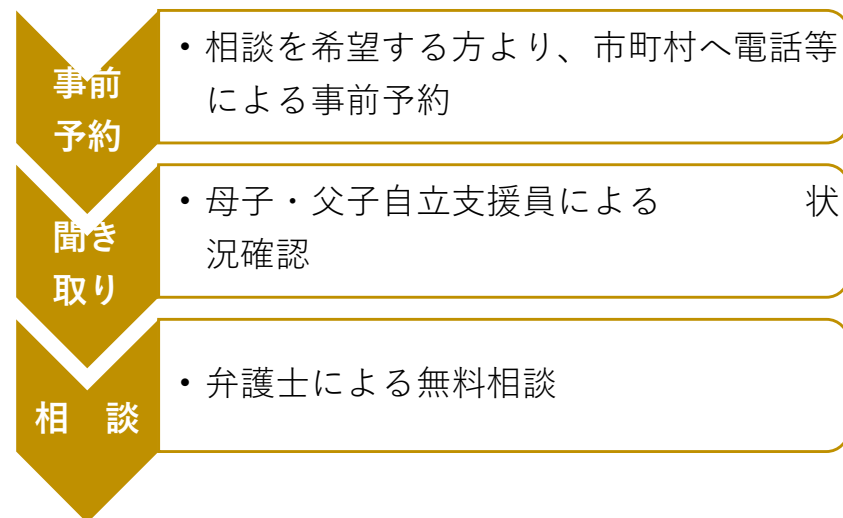 事前
予約
• 相談を希望する方より、市町村へ電話等
による事前予約
聞き
取り
• 母子・父子自立支援員による　　　　状
況確認
相　談
• 弁護士による無料相談